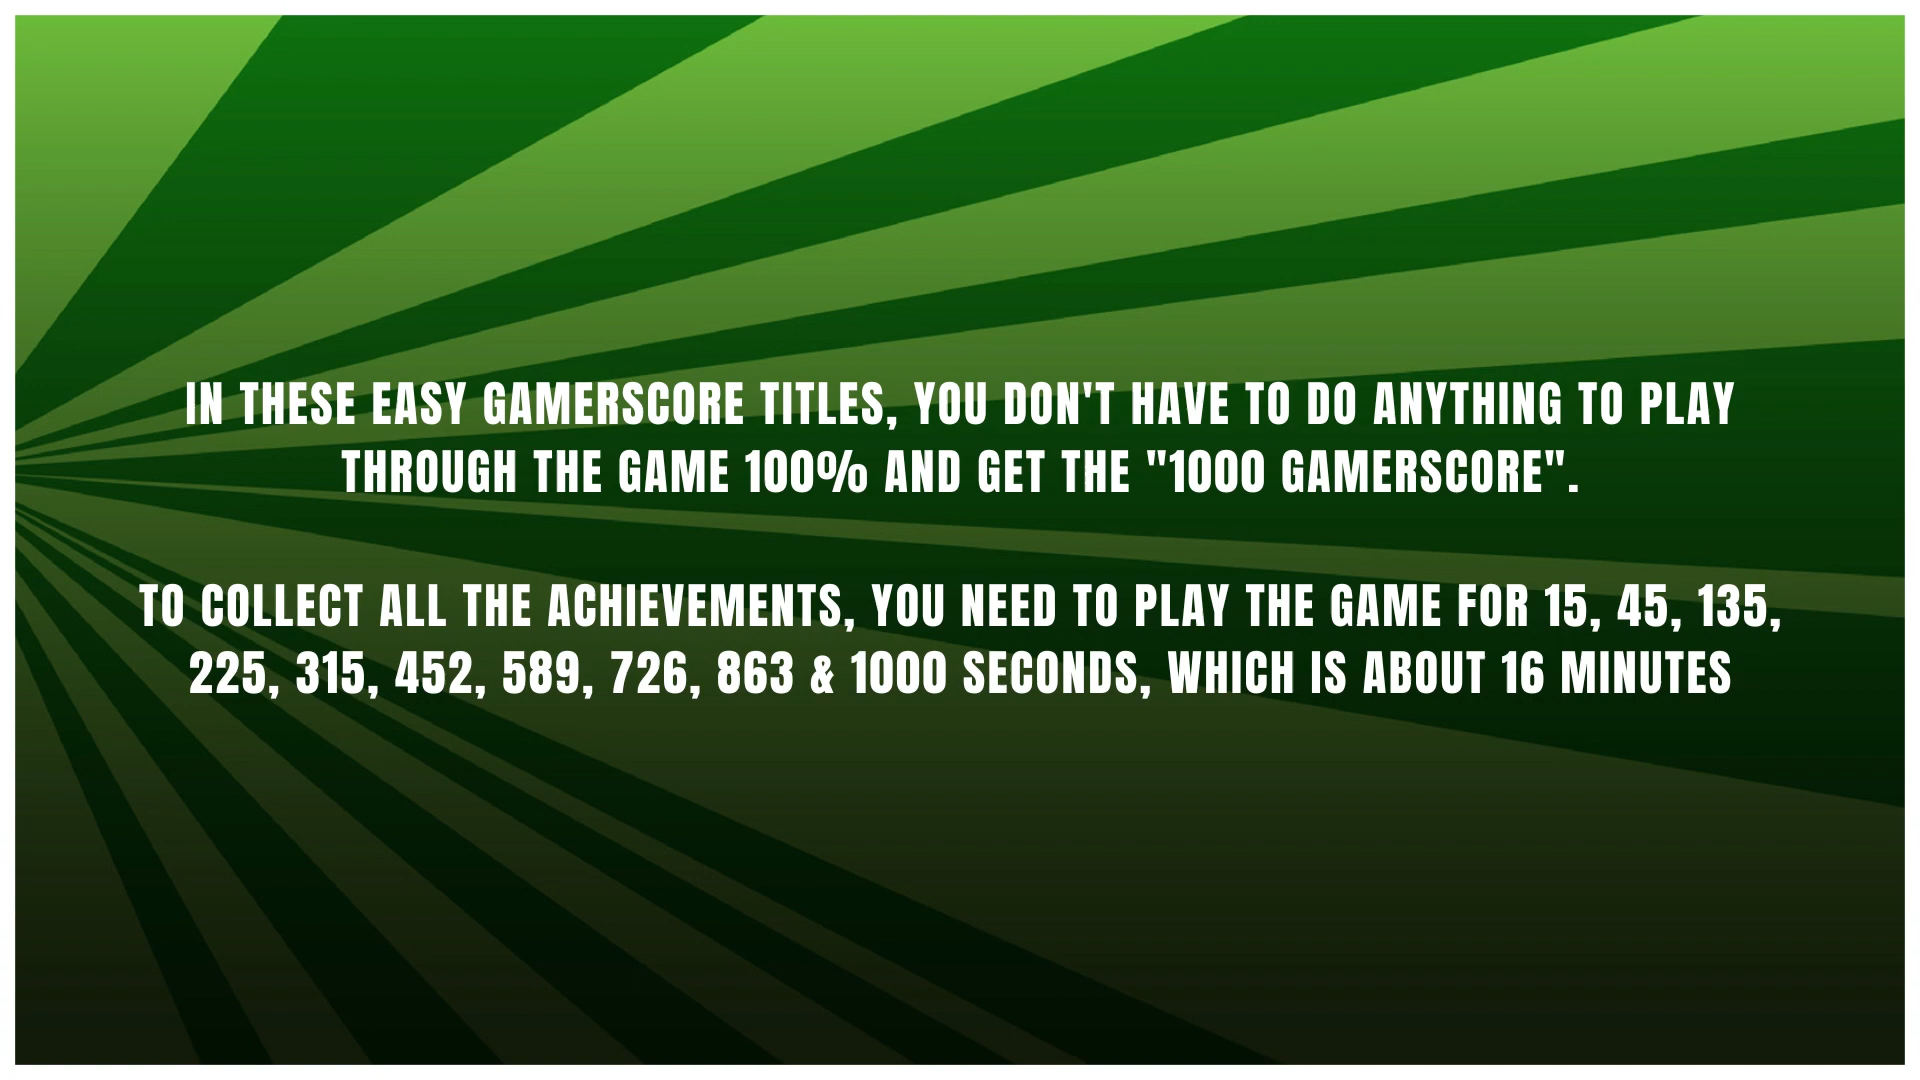 IN THESE EASY GAMERSCORE TITLES, YOU DON'T HAVE TO DO ANYTHING TO PLAY
THROUGH THE GAME 100% AND GET THE "1000 GAMERSCORE".
TO COLLECT ALL THE ACHIEVEMENTS, YOU NEED TO PLAY THE GAME FOR 15, 45, 135,
225, 315, 452, 589, 726, 863 & 1000 SECONDS, WHICH IS ABOUT 16 MINUTES